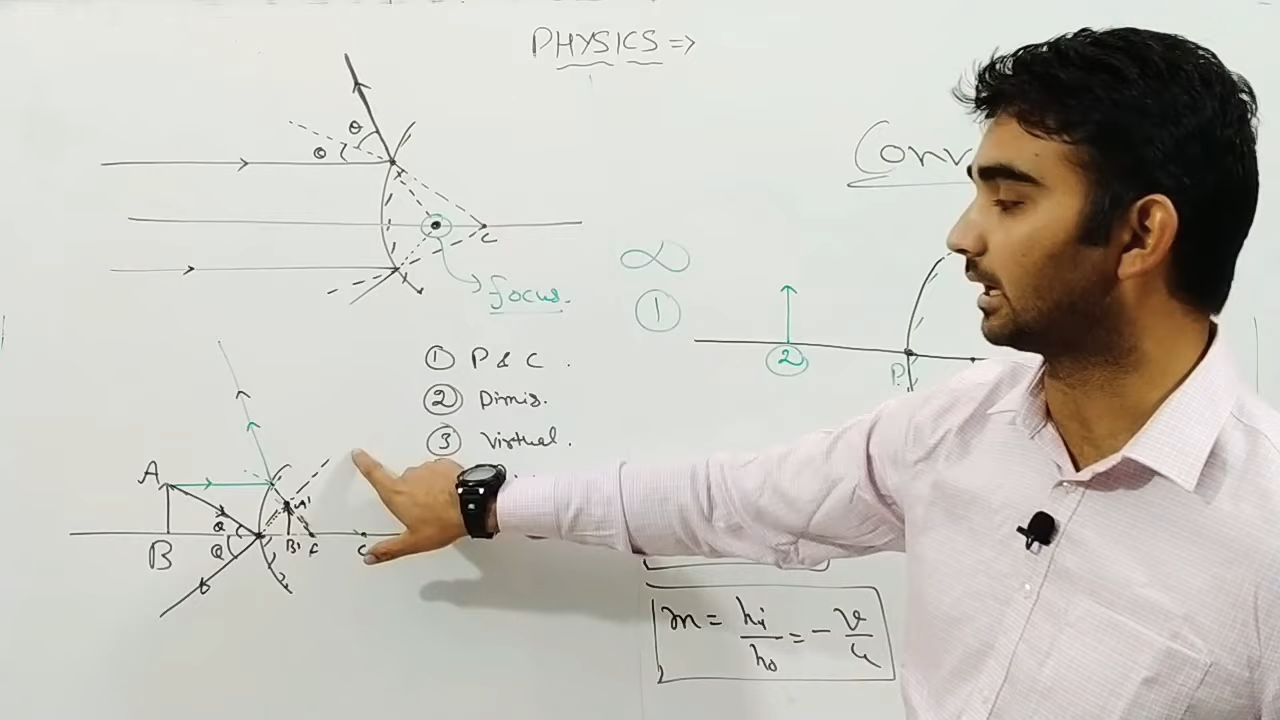 PHYSICS ⇒
θ
θ
C
focus.
Conv
∞
①
②
P
① P & C .
② Dimis.
③ Virtual .
A
B
θ
θ
A'
B'
F
C
m = hi/ho = - v/u